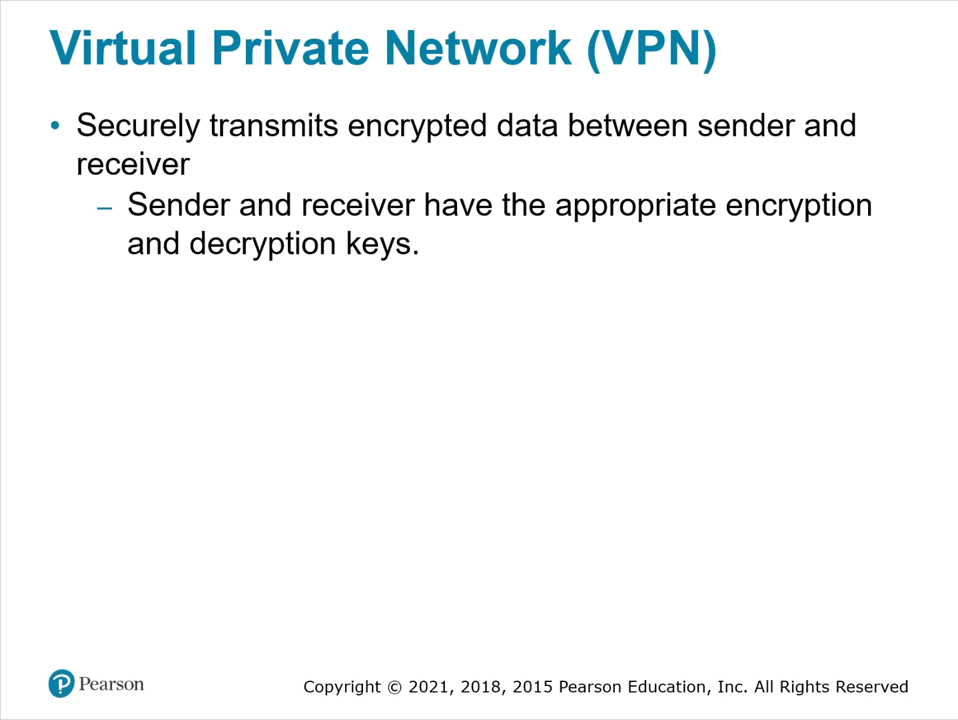 Virtual Private Network (VPN)
• Securely transmits encrypted data between sender and
receiver
– Sender and receiver have the appropriate encryption
and decryption keys.
Pearson
Copyright © 2021, 2018, 2015 Pearson Education, Inc. All Rights Reserved